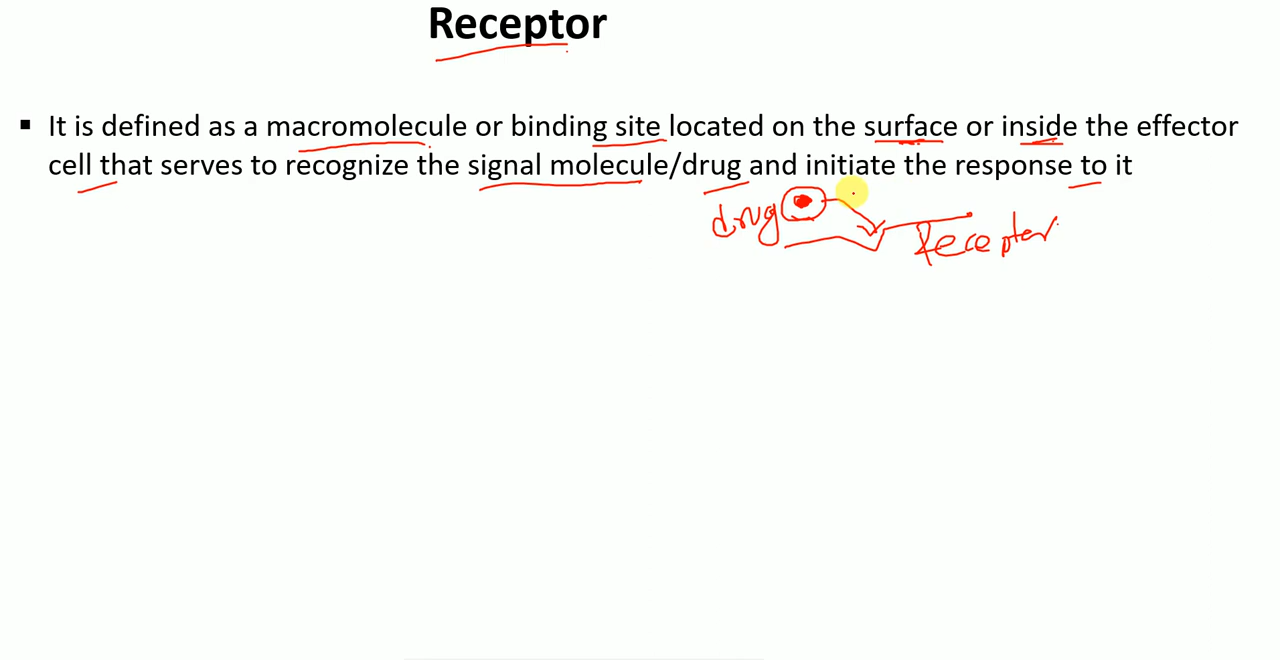 Receptor
▪ It is defined as a macromolecule or binding site located on the surface or inside the effector
cell that serves to recognize the signal molecule/drug and initiate the response to it
drug
Receptor